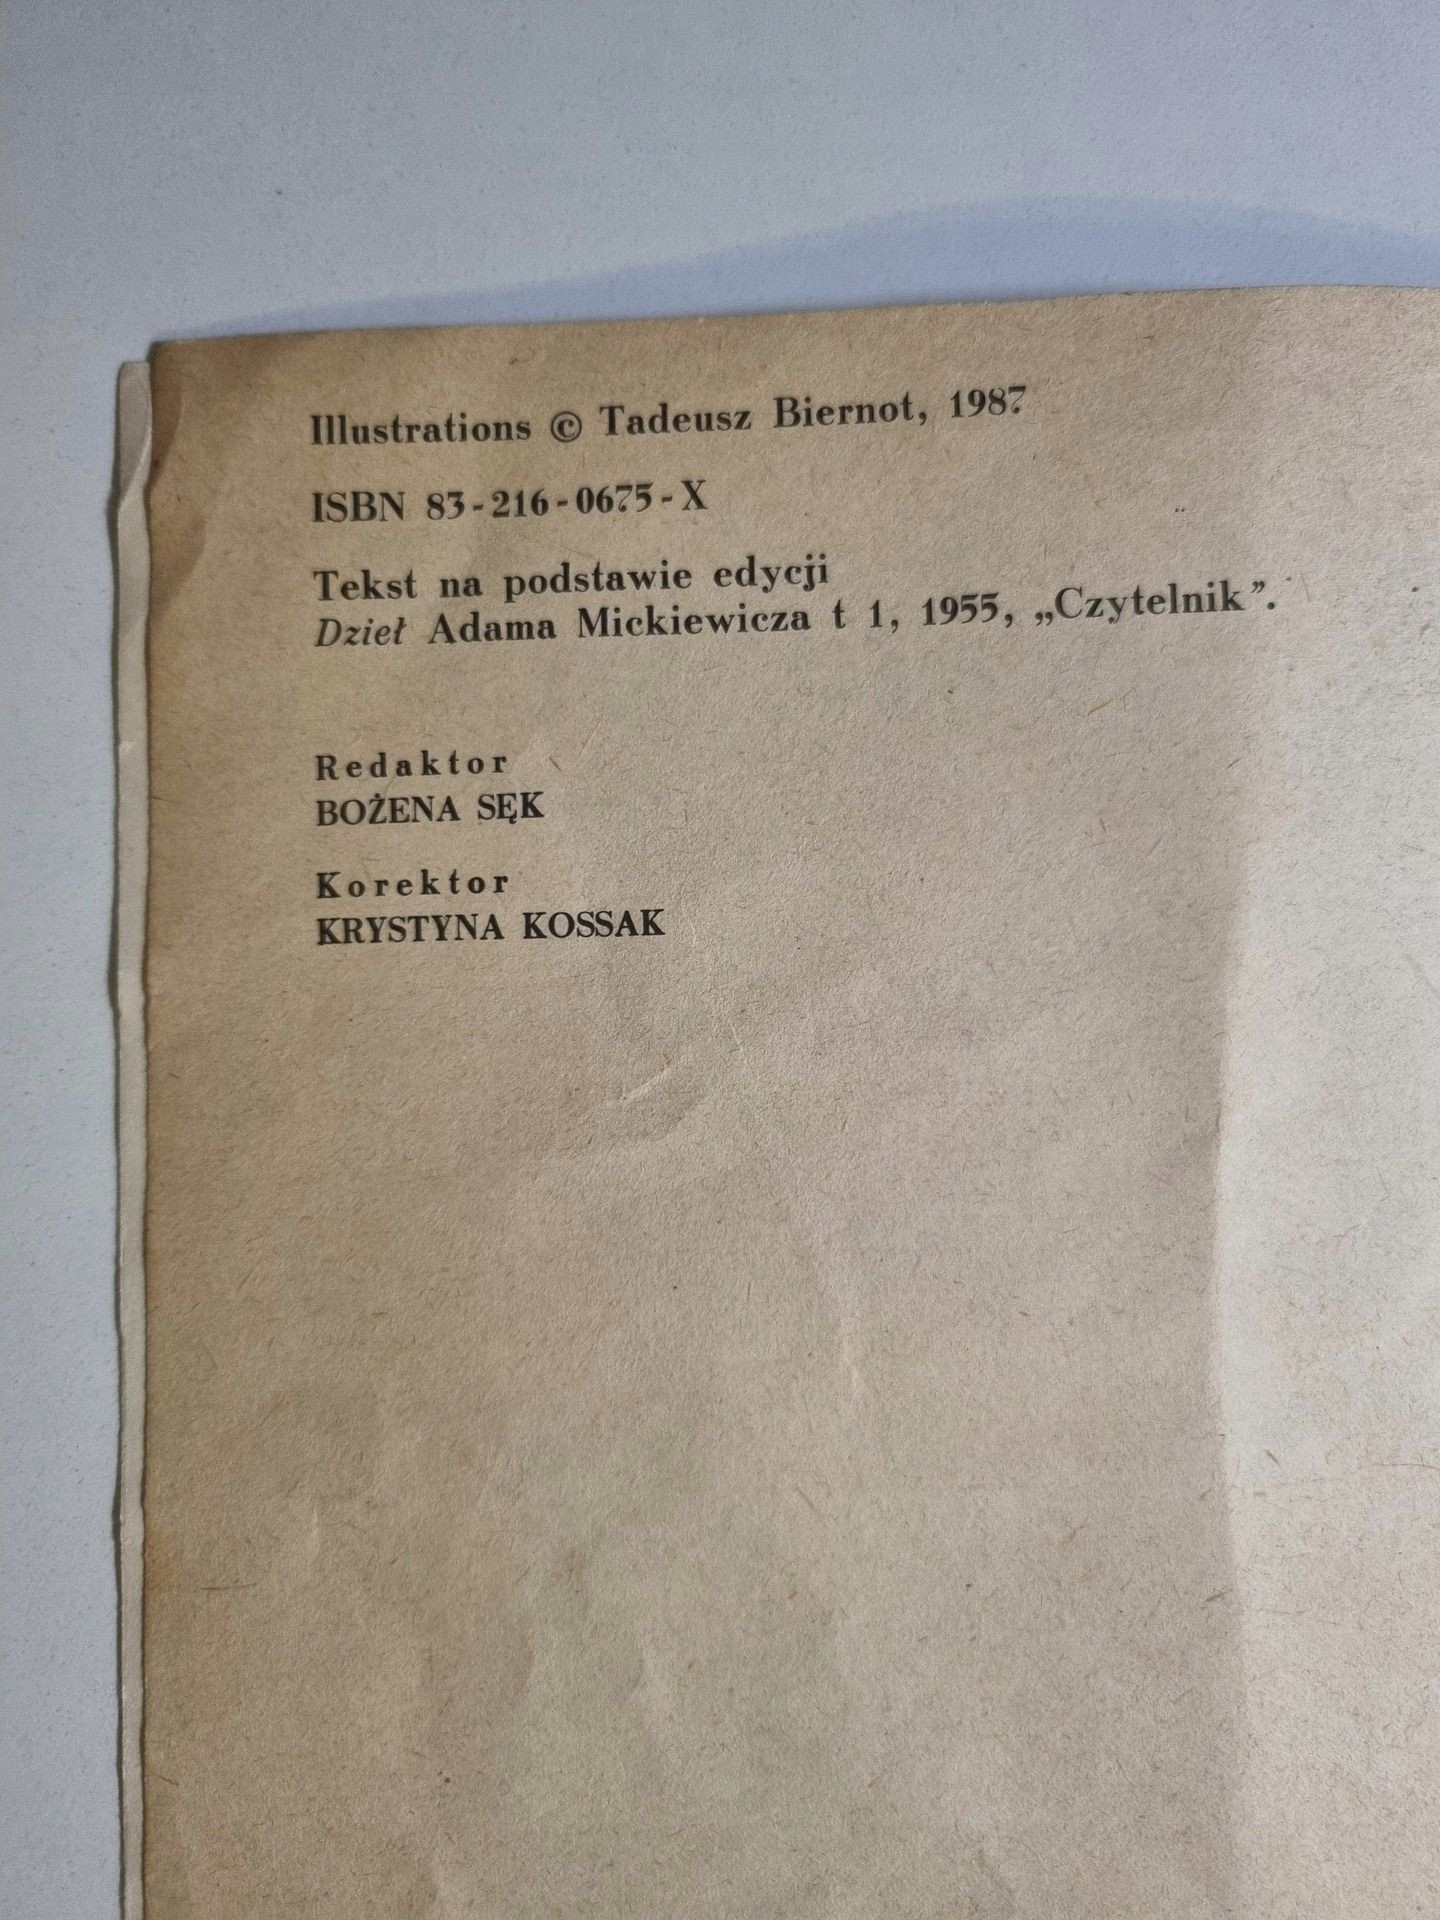 Illustrations © Tadeusz Biernot, 1987
ISBN 83-216-0675-X
Tekst na podstawie edycji
Dzieł Adama Mickiewicza t 1, 1955, „Czytelnik”.
Redaktor
BOŻENA SĘK
Korektor
KRYSTYNA KOSSAK